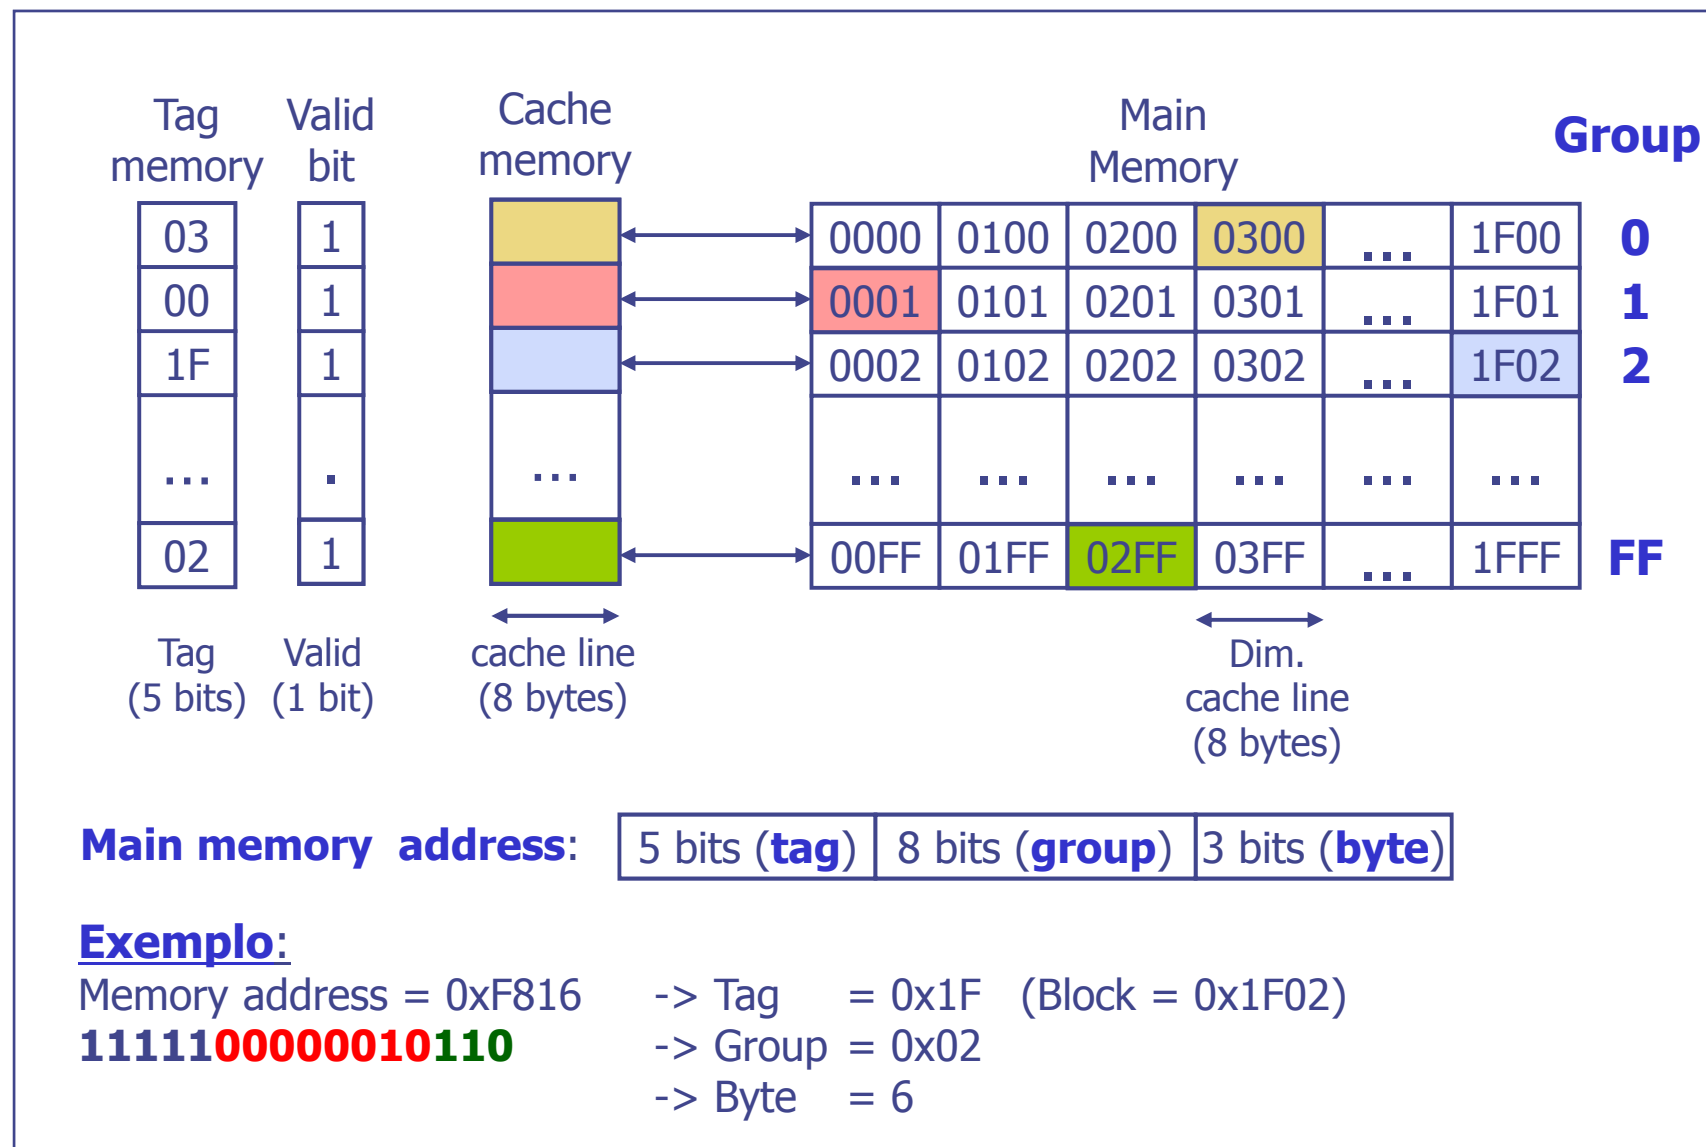 Tag
memory
Valid
bit
Cache
memory
Main
Memory
Group
03 1 0000 0100 0200 0300 ... 1F00 0
00 1 0001 0101 0201 0301 ... 1F01 1
1F 1 0002 0102 0202 0302 ... 1F02 2
... . ... ... ... ... ... ... ...
02 1 00FF 01FF 02FF 03FF ... 1FFF FF
Tag
(5 bits)
Valid
(1 bit)
cache line
(8 bytes)
Dim.
cache line
(8 bytes)
Main memory address: 5 bits (tag) 8 bits (group) 3 bits (byte)
Exemplo:
Memory address = 0xF816 -> Tag = 0x1F (Block = 0x1F02)
1111100000010110 -> Group = 0x02
-> Byte = 6